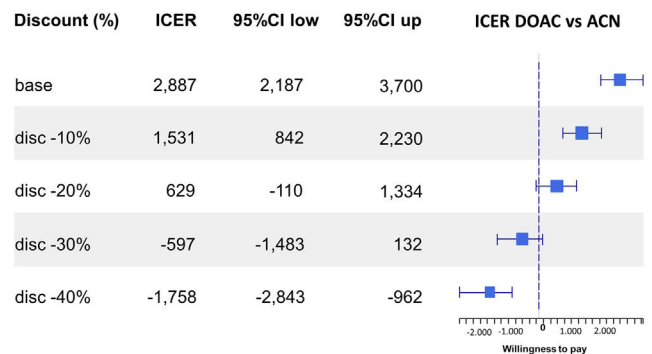 Discount (%) ICER 95%CI low 95%CI up ICER DOAC vs ACN
base 2,887 2,187 3,700
disc -10% 1,531 842 2,230
disc -20% 629 -110 1,334
disc -30% -597 -1,483 132
disc -40% -1,758 -2,843 -962
-2.000 -1.000 0 1.000 2.000
Willingness to pay